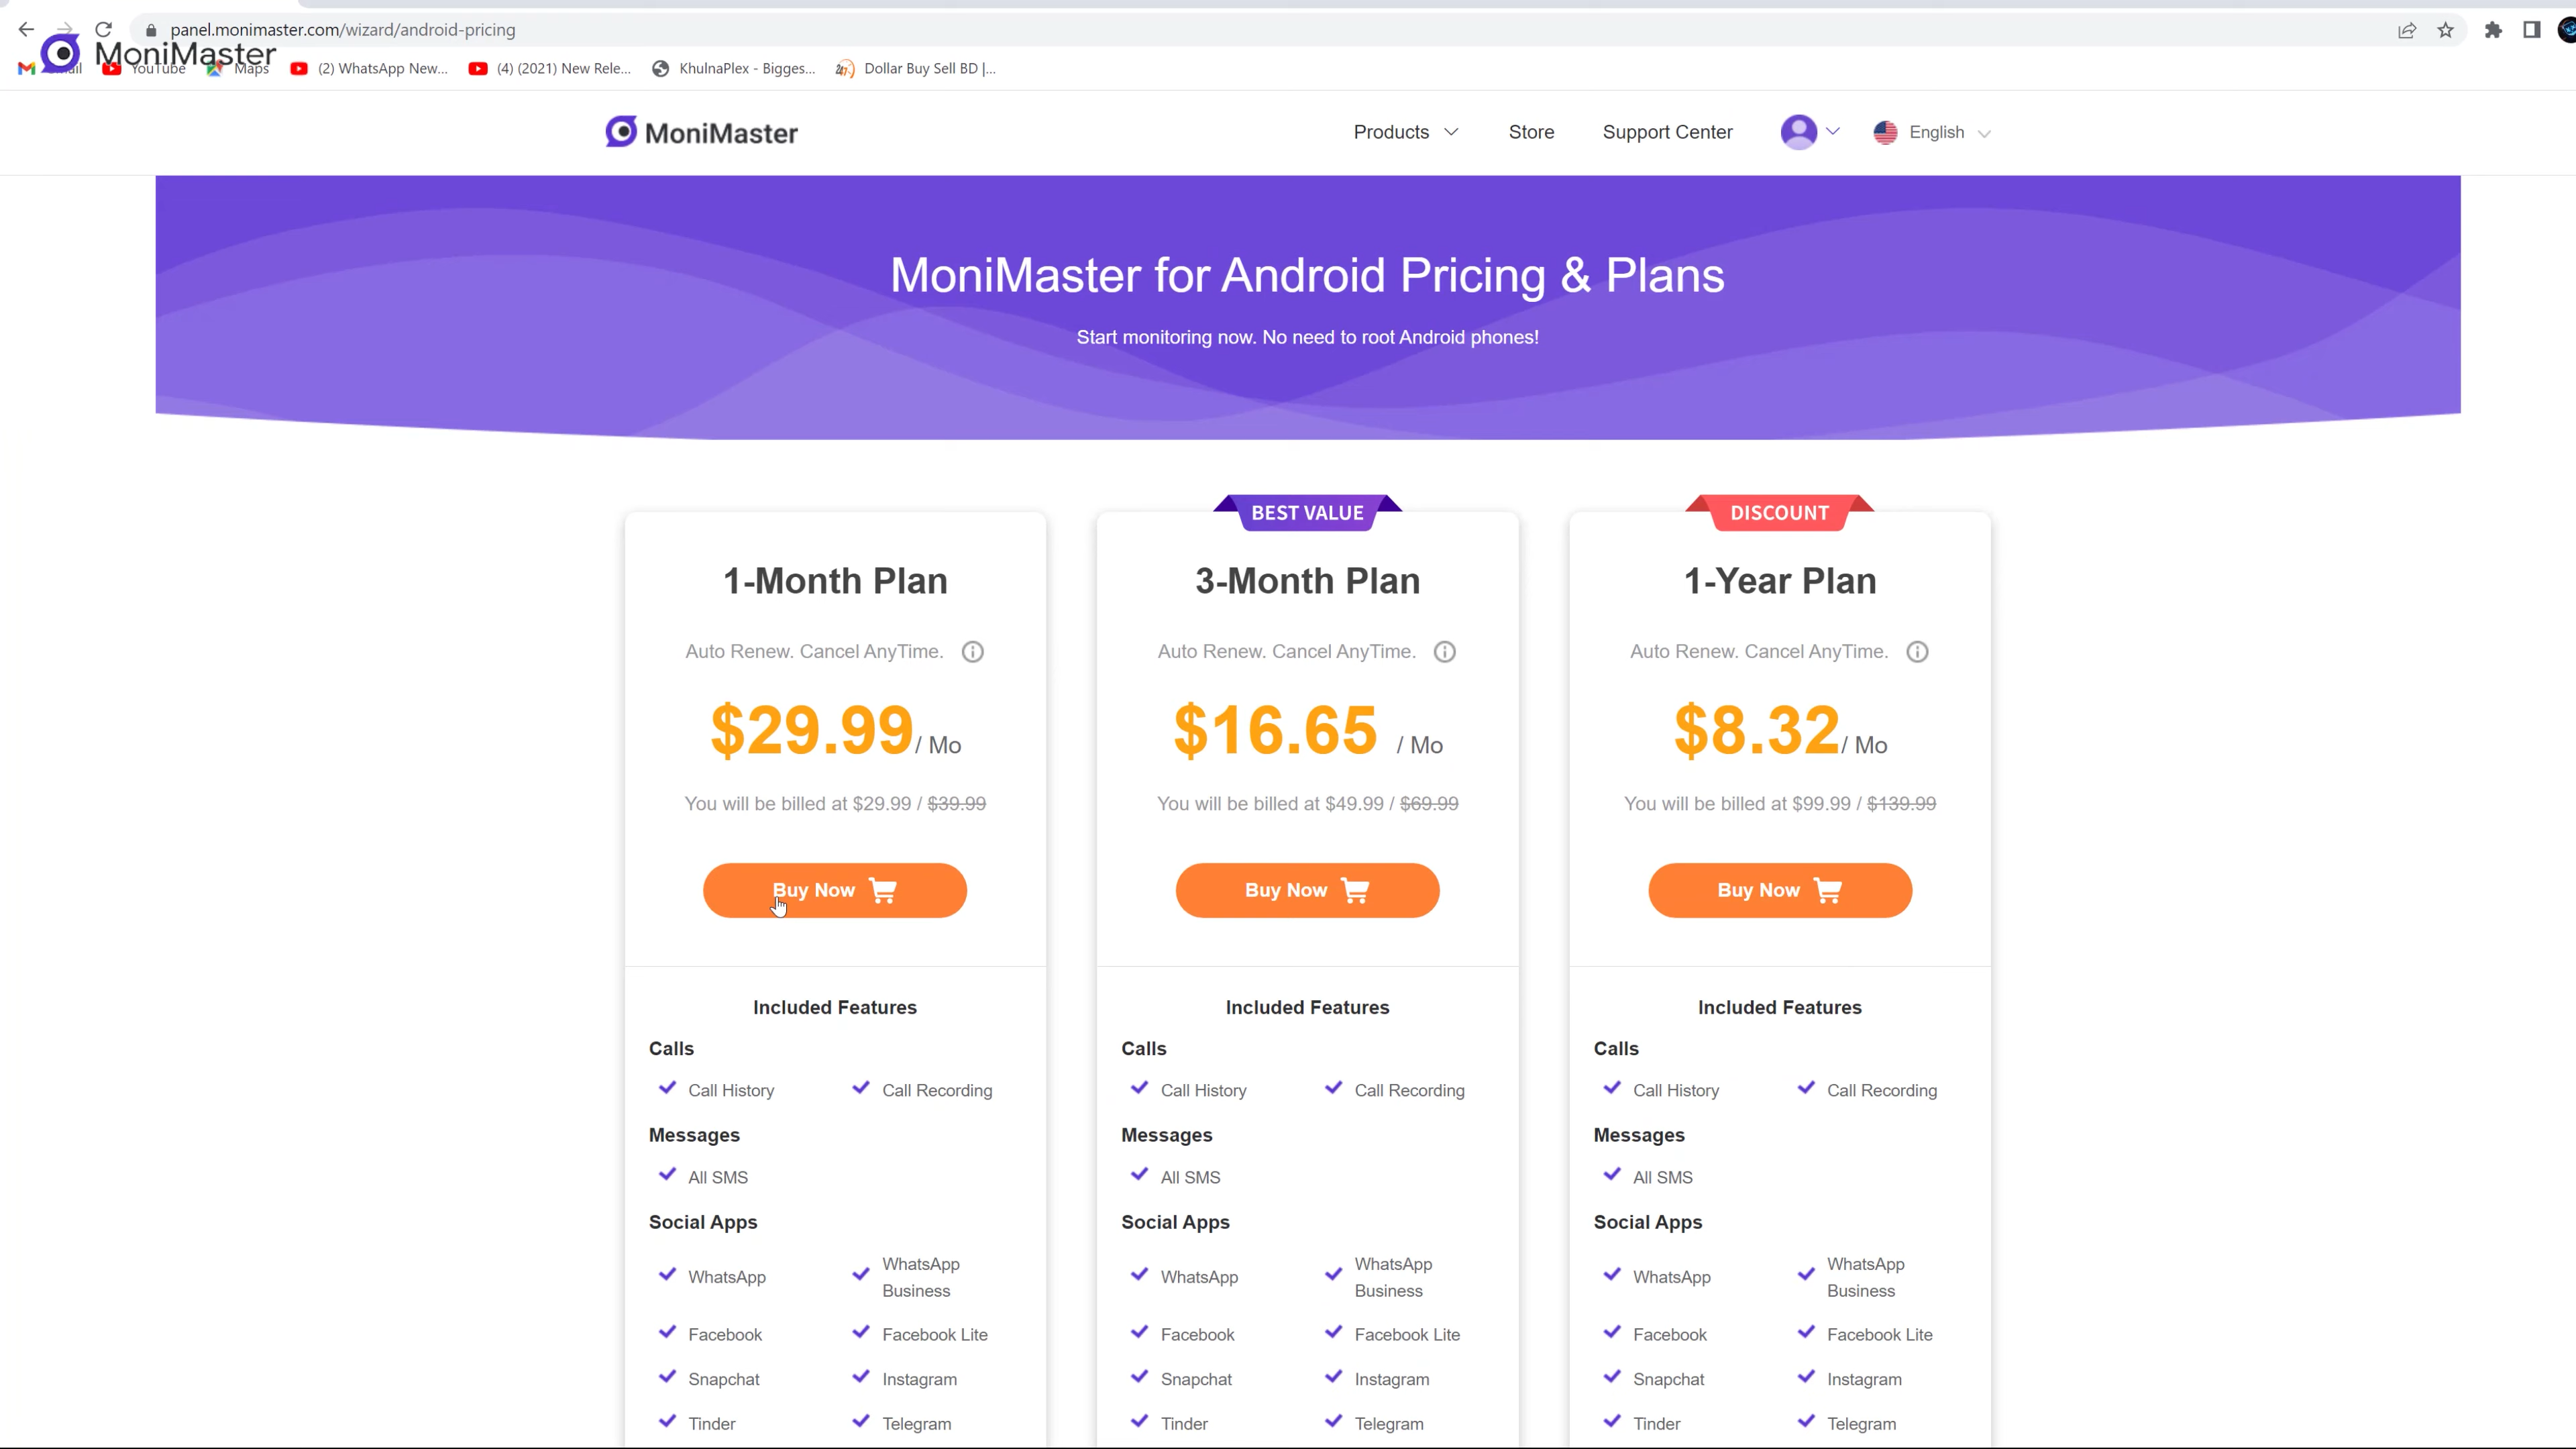 panel.monimaster.com/wizard/android-pricing
MoniMaster
YouTube
Maps
(2) WhatsApp New...
(4) (2021) New Rele...
KhulnaPlex - Bigges...
Dollar Buy Sell BD |...
MoniMaster
Products
Store
Support Center
English
MoniMaster for Android Pricing & Plans
Start monitoring now. No need to root Android phones!
1-Month Plan
Auto Renew. Cancel AnyTime.
$29.99 / Mo
You will be billed at $29.99 / $39.99
Buy Now
Included Features
Calls
Call History
Call Recording
Messages
All SMS
Social Apps
WhatsApp
WhatsApp
Business
Facebook
Facebook Lite
Snapchat
Instagram
Tinder
Telegram
BEST VALUE
3-Month Plan
Auto Renew. Cancel AnyTime.
$16.65 / Mo
You will be billed at $49.99 / $69.99
Buy Now
Included Features
Calls
Call History
Call Recording
Messages
All SMS
Social Apps
WhatsApp
WhatsApp
Business
Facebook
Facebook Lite
Snapchat
Instagram
Tinder
Telegram
DISCOUNT
1-Year Plan
Auto Renew. Cancel AnyTime.
$8.32 / Mo
You will be billed at $99.99 / $139.99
Buy Now
Included Features
Calls
Call History
Call Recording
Messages
All SMS
Social Apps
WhatsApp
WhatsApp
Business
Facebook
Facebook Lite
Snapchat
Instagram
Tinder
Telegram